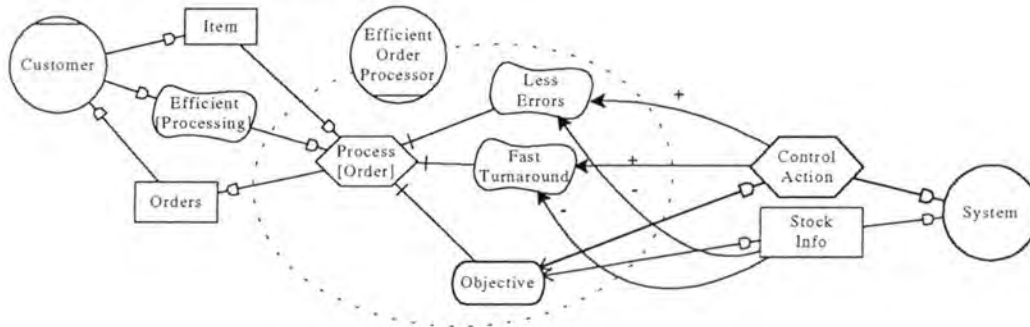 Customer
Item
Efficient
[Processing]
Orders
Efficient
Order
Processor
Process
[Order]
Less
Errors
Fast
Turnaround
Objective
+
+
-
-
Control
Action
Stock
Info
System